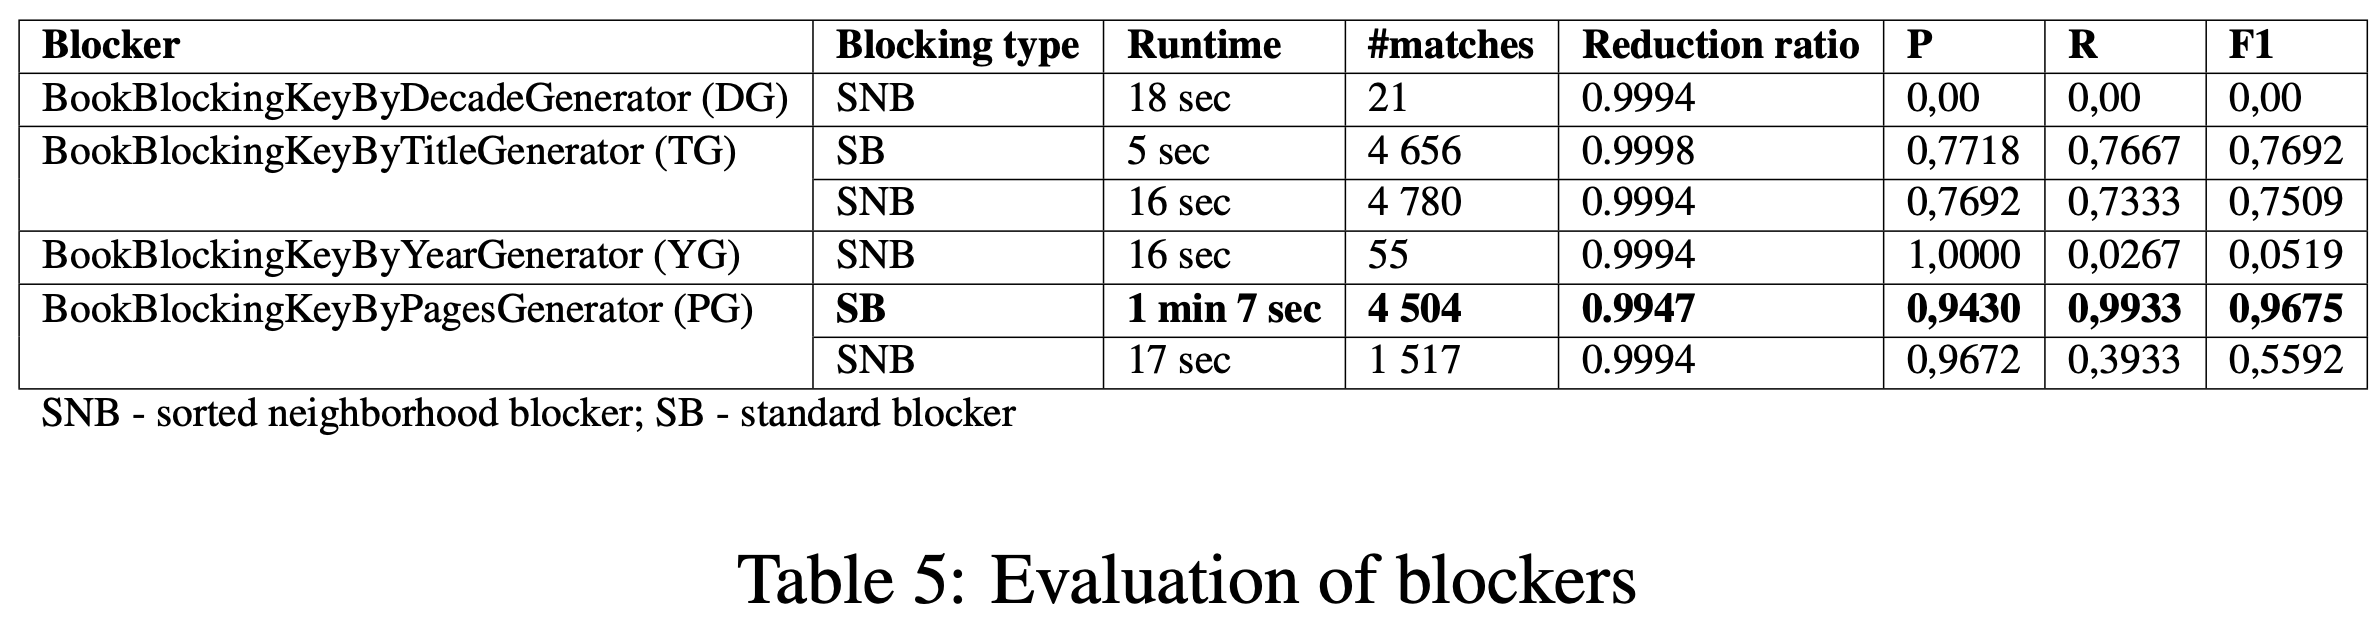 Blocker Blocking type Runtime #matches Reduction ratio P R F1
BookBlockingKeyByDecadeGenerator (DG) SNB 18 sec 21 0.9994 0,00 0,00 0,00
BookBlockingKeyByTitleGenerator (TG) SB 5 sec 4 656 0.9998 0,7718 0,7667 0,7692
SNB 16 sec 4 780 0.9994 0,7692 0,7333 0,7509
BookBlockingKeyByYearGenerator (YG) SNB 16 sec 55 0.9994 1,0000 0,0267 0,0519
BookBlockingKeyByPagesGenerator (PG) SB 1 min 7 sec 4 504 0.9947 0,9430 0,9933 0,9675
SNB 17 sec 1 517 0.9994 0,9672 0,3933 0,5592
SNB - sorted neighborhood blocker; SB - standard blocker
Table 5: Evaluation of blockers